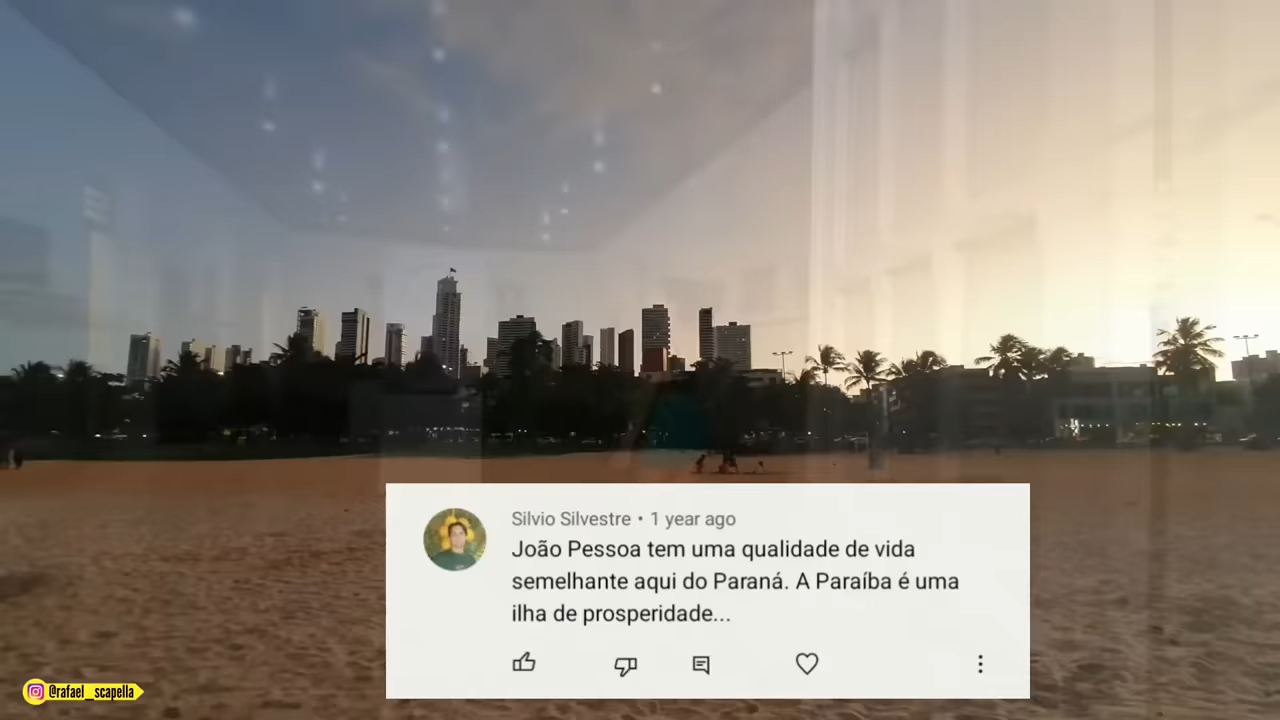 Silvio Silvestre • 1 year ago
João Pessoa tem uma qualidade de vida
semelhante aqui do Paraná. A Paraíba é uma
ilha de prosperidade...
@rafael_scapella